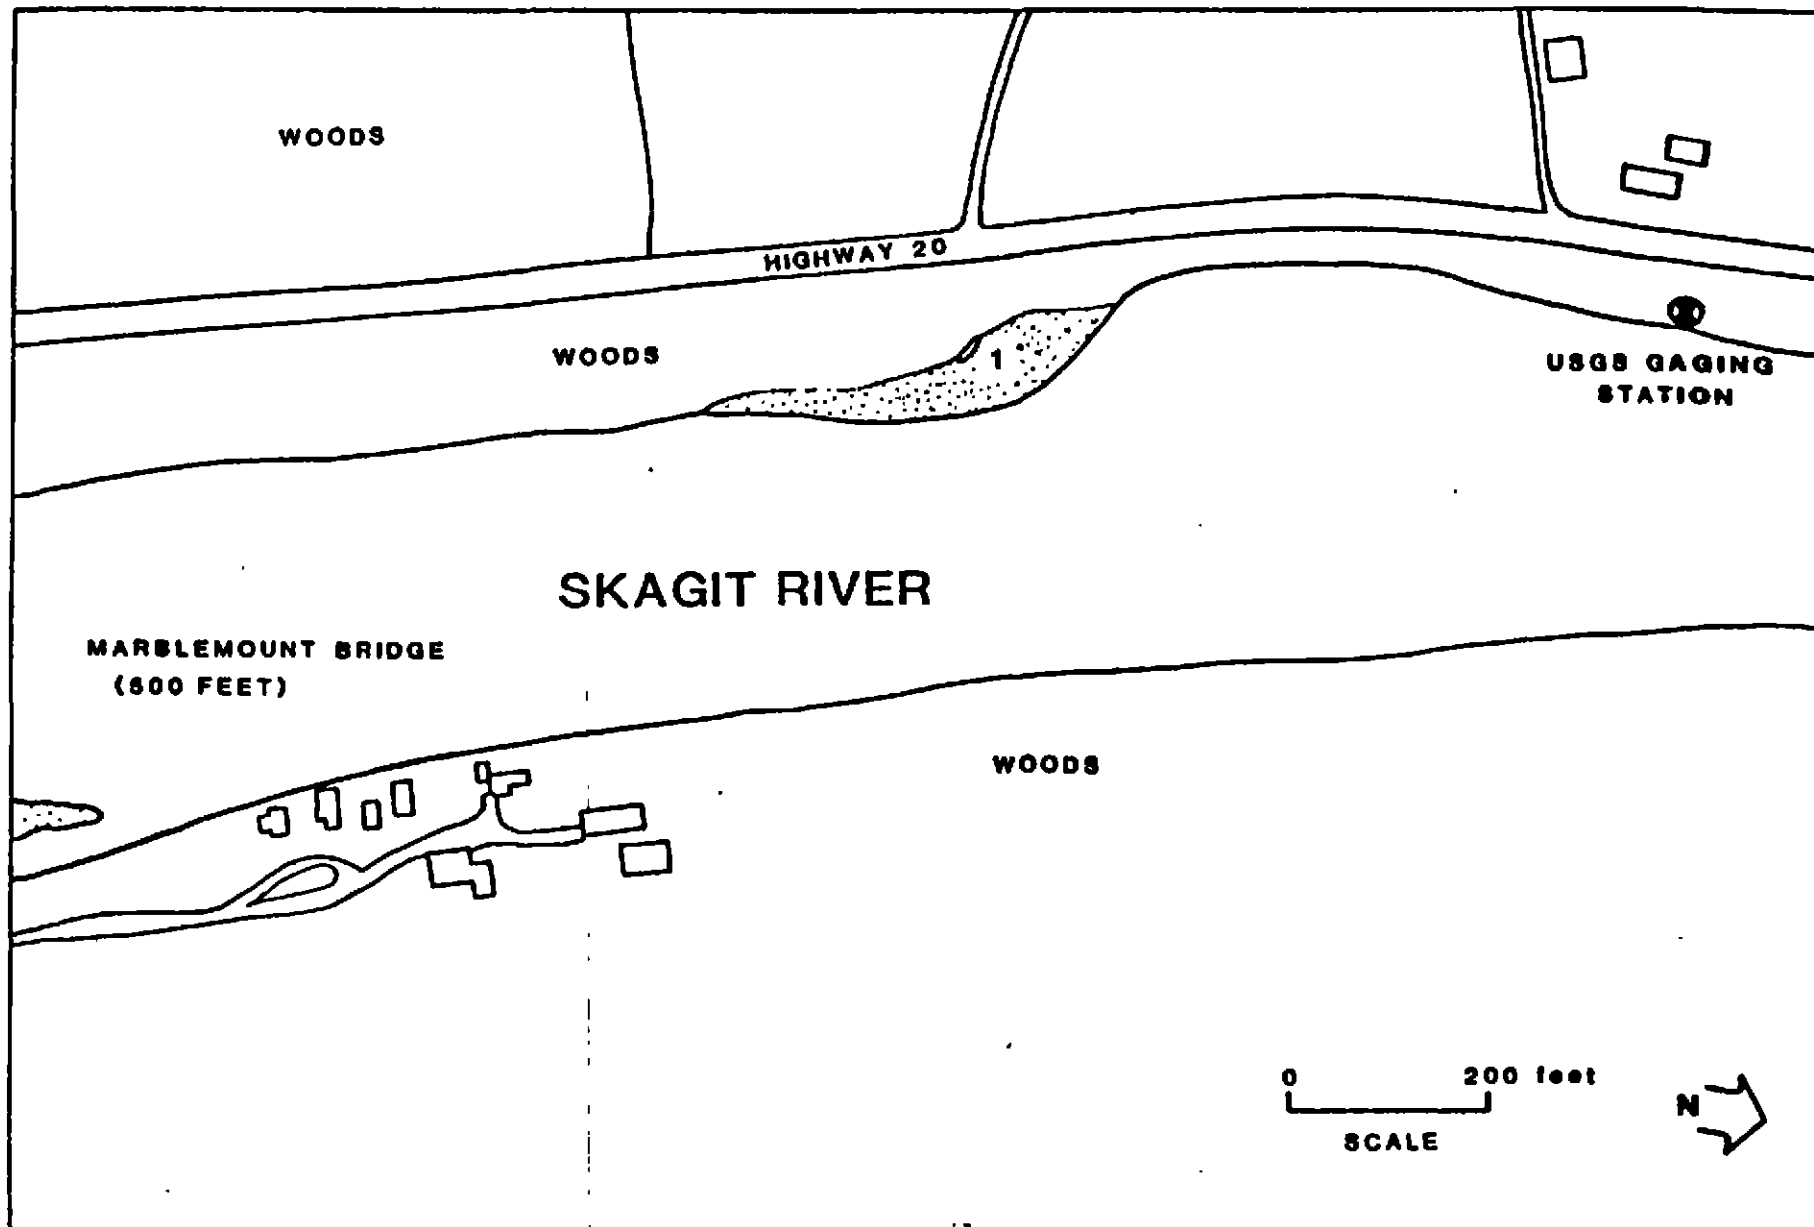 WOODS
HIGHWAY 20
WOODS
1
USGS GAGING
STATION
SKAGIT RIVER
MARBLEMOUNT BRIDGE
(600 FEET)
WOODS
0 200 feet
SCALE
N